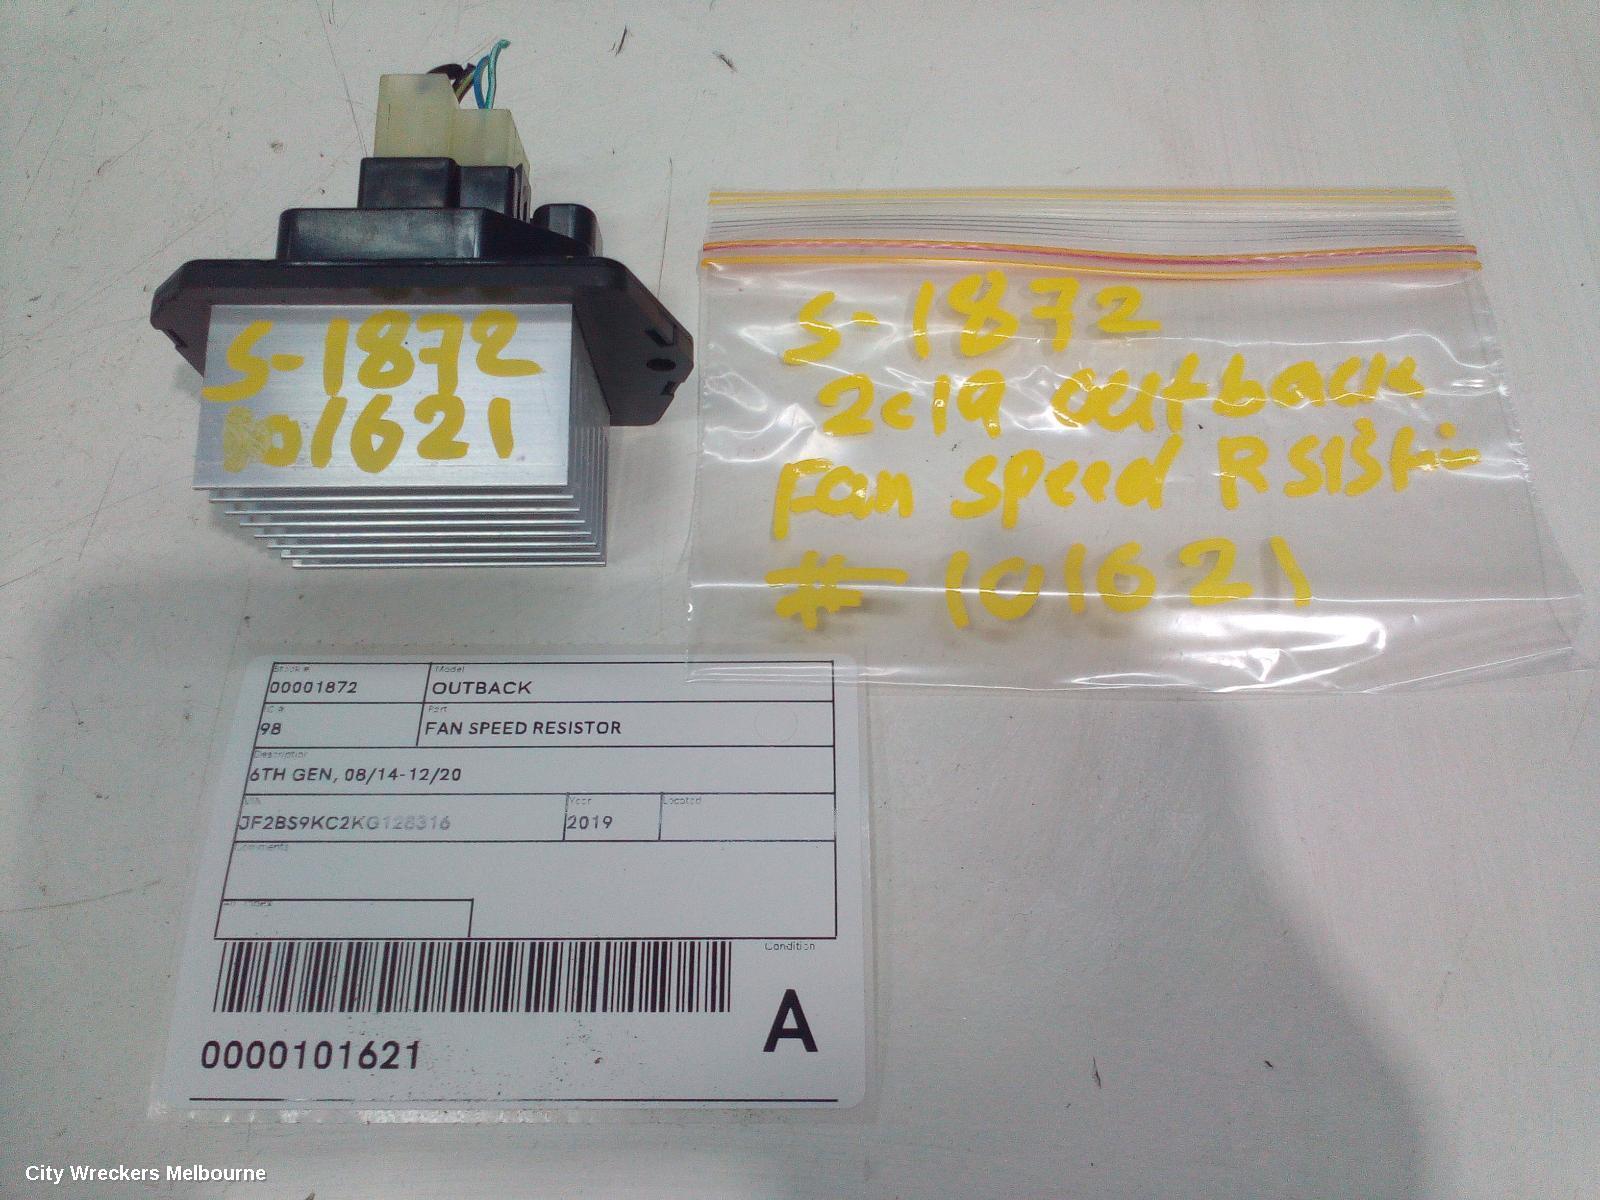 S-1872
101621
S-1872
2019 outback
Fan speed RSISti
# 101621
Stock #
00001872
Model
OUTBACK
IC #
98
Part
FAN SPEED RESISTOR
Description
6TH GEN, 08/14-12/20
VIN
JF2BS9KC2KG128316
Year
2019
Located
Comments
Condition
A
0000101621
City Wreckers Melbourne